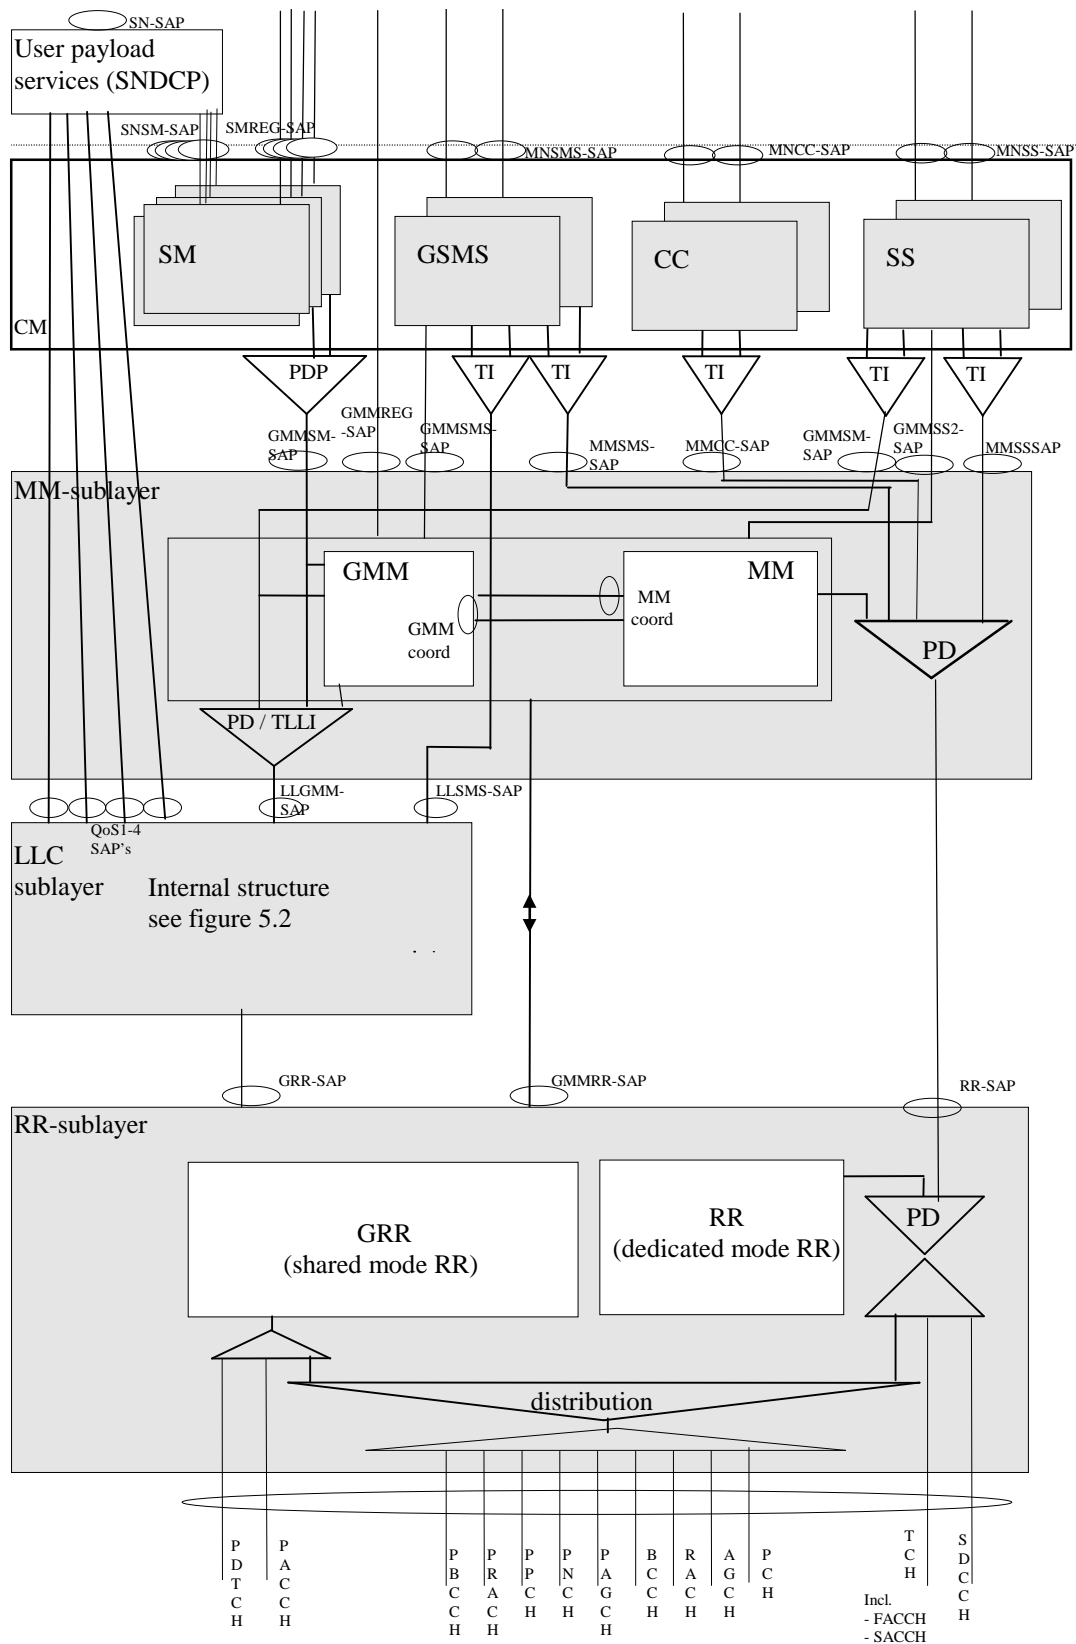 SN-SAP
User payload
services (SNDCP)
SNSM-SAP
SMREG-SAP
MNSMS-SAP
MNCC-SAP
MNSS-SAP
SM
GSMS
CC
SS
CM
PDP
TI
TI
TI
TI
TI
GMMSM-
SAP
GMMREG
-SAP
GMMSMS-
SAP
MMSMS-
SAP
MMCC-SAP
GMMSM-
SAP
GMMSS2-
SAP
MMSSSAP
MM-sublayer
GMM
GMM
coord
MM
coord
MM
PD
PD / TLLI
LLGMM-
SAP
LLSMS-SAP
QoS1-4
SAP's
LLC
sublayer
Internal structure
see figure 5.2
GRR-SAP
GMMRR-SAP
RR-SAP
RR-sublayer
GRR
(shared mode RR)
RR
(dedicated mode RR)
PD
distribution
PDTCH
PACCH
PBCCH
PRACH
PPCH
PNCH
PAGCH
BCCH
RACH
AGCH
PCH
TCH
Incl.
- FACCH
- SACCH
SDCCH